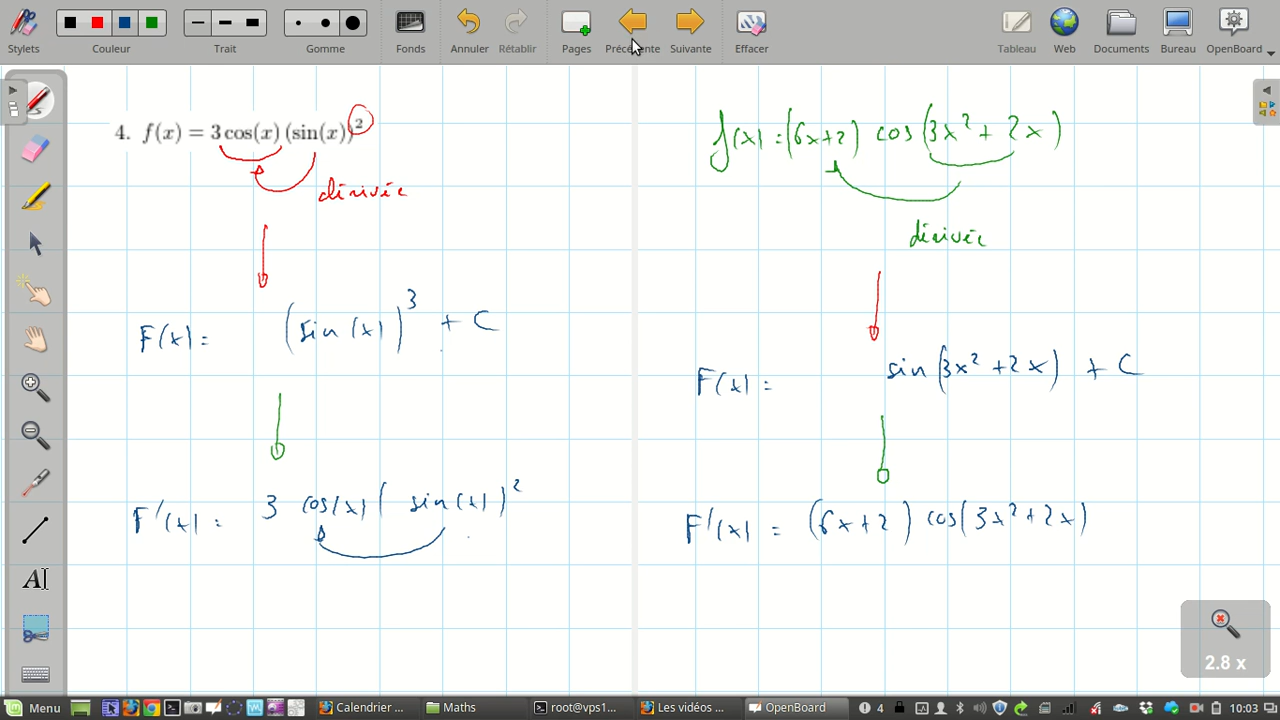 Stylets
Couleur
Trait
Gomme
Fonds
Annuler
Rétablir
Pages
Précédente
Suivante
Effacer
Tableau
Web
Documents
Bureau
OpenBoard
4. f(x) = 3 cos(x) (sin(x))²
dérivée
F(x) = (sin(x))³ + C
F'(x) = 3 cos(x) ( sin(x))²
f(x) = (6x+2) cos(3x² + 2x)
dérivée
F(x) = sin(3x² + 2x) + C
F'(x) = (6x+2) cos(3x² + 2x)
2.8 x
Menu
Calendrier ...
Maths
root@vps1...
Les vidéos ...
OpenBoard
4
10:03